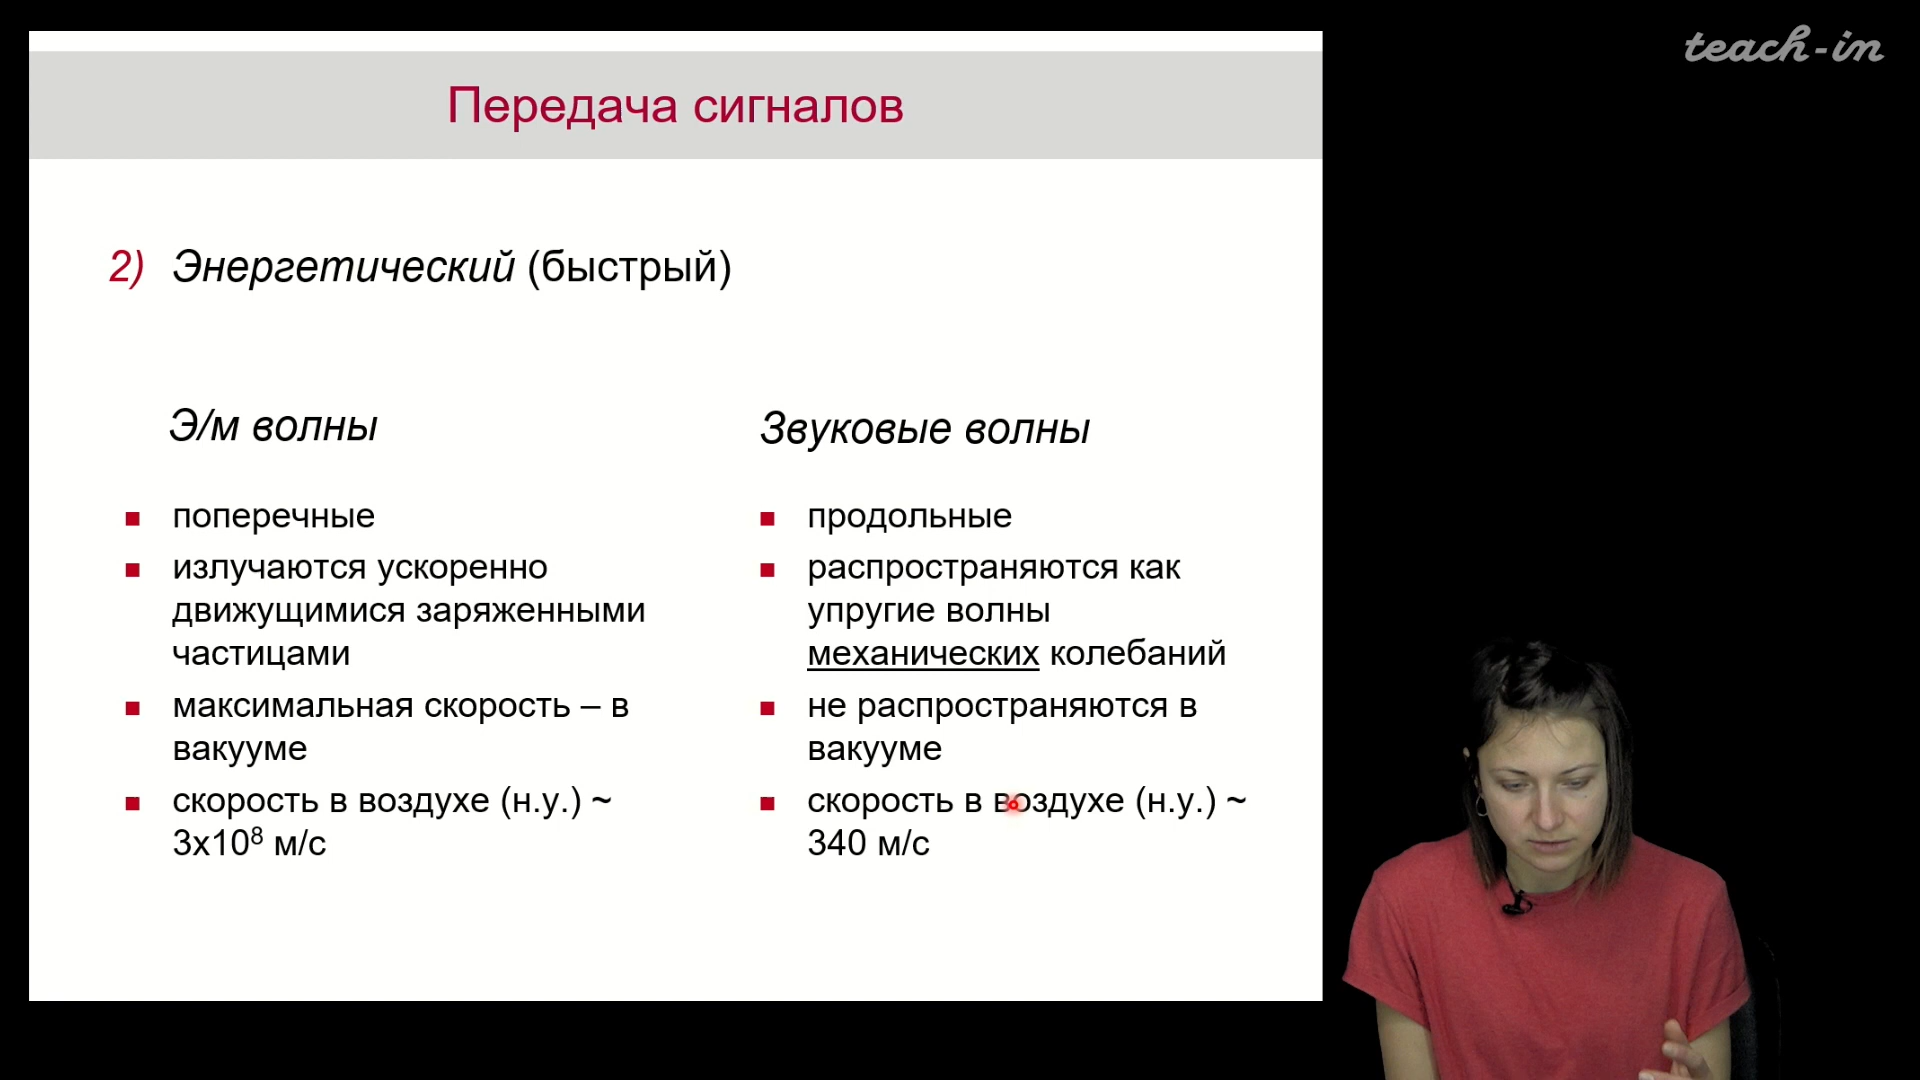 teach-in
Передача сигналов
2) Энергетический (быстрый)
Э/м волны
поперечные
излучаются ускоренно
движущимися заряженными
частицами
максимальная скорость – в
вакууме
скорость в воздухе (н.у.) ~
3х10⁸ м/с
Звуковые волны
продольные
распространяются как
упругие волны
механических колебаний
не распространяются в
вакууме
скорость в воздухе (н.у.) ~
340 м/с